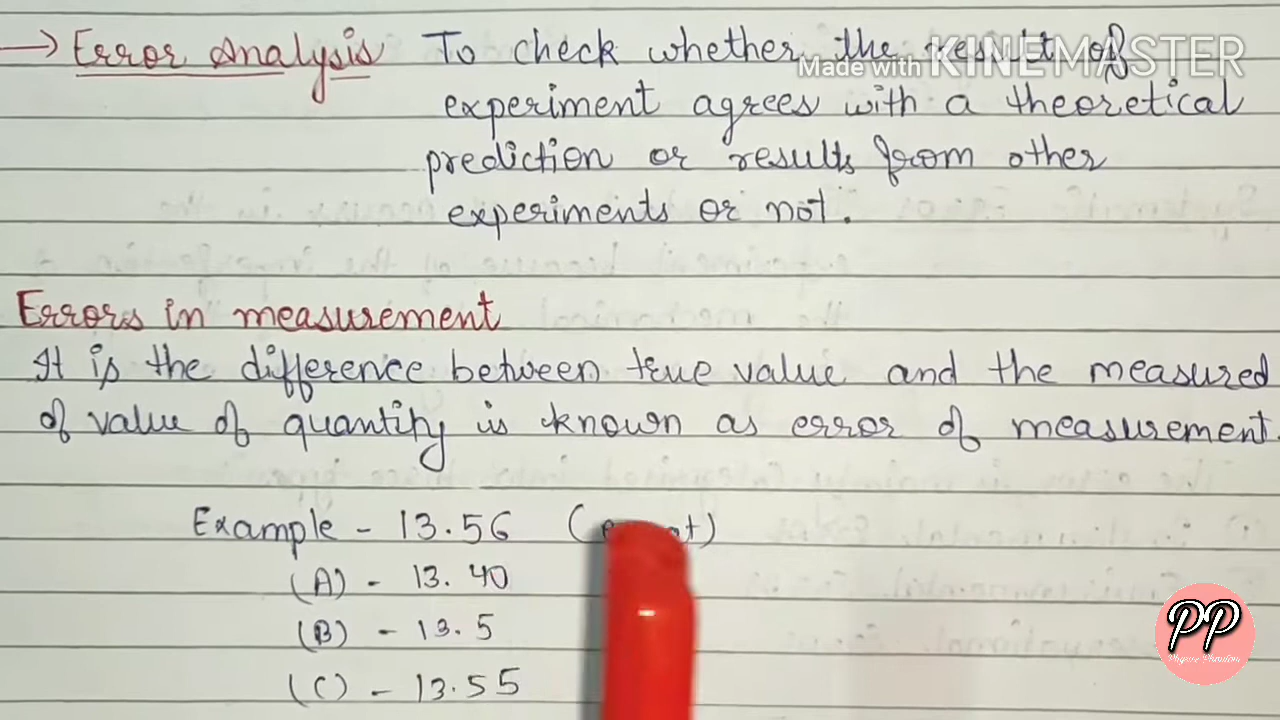 → Error Analysis To check whether the result of
Made with KINEMASTER
experiment agrees with a theoretical
prediction or results from other
experiments or not.
Errors in measurement
It is the difference between true value and the measured
of value of quantity is known as error of measurement.
Example - 13.56
(A) - 13.40
(B) - 13.5
(C) - 13.55
PP